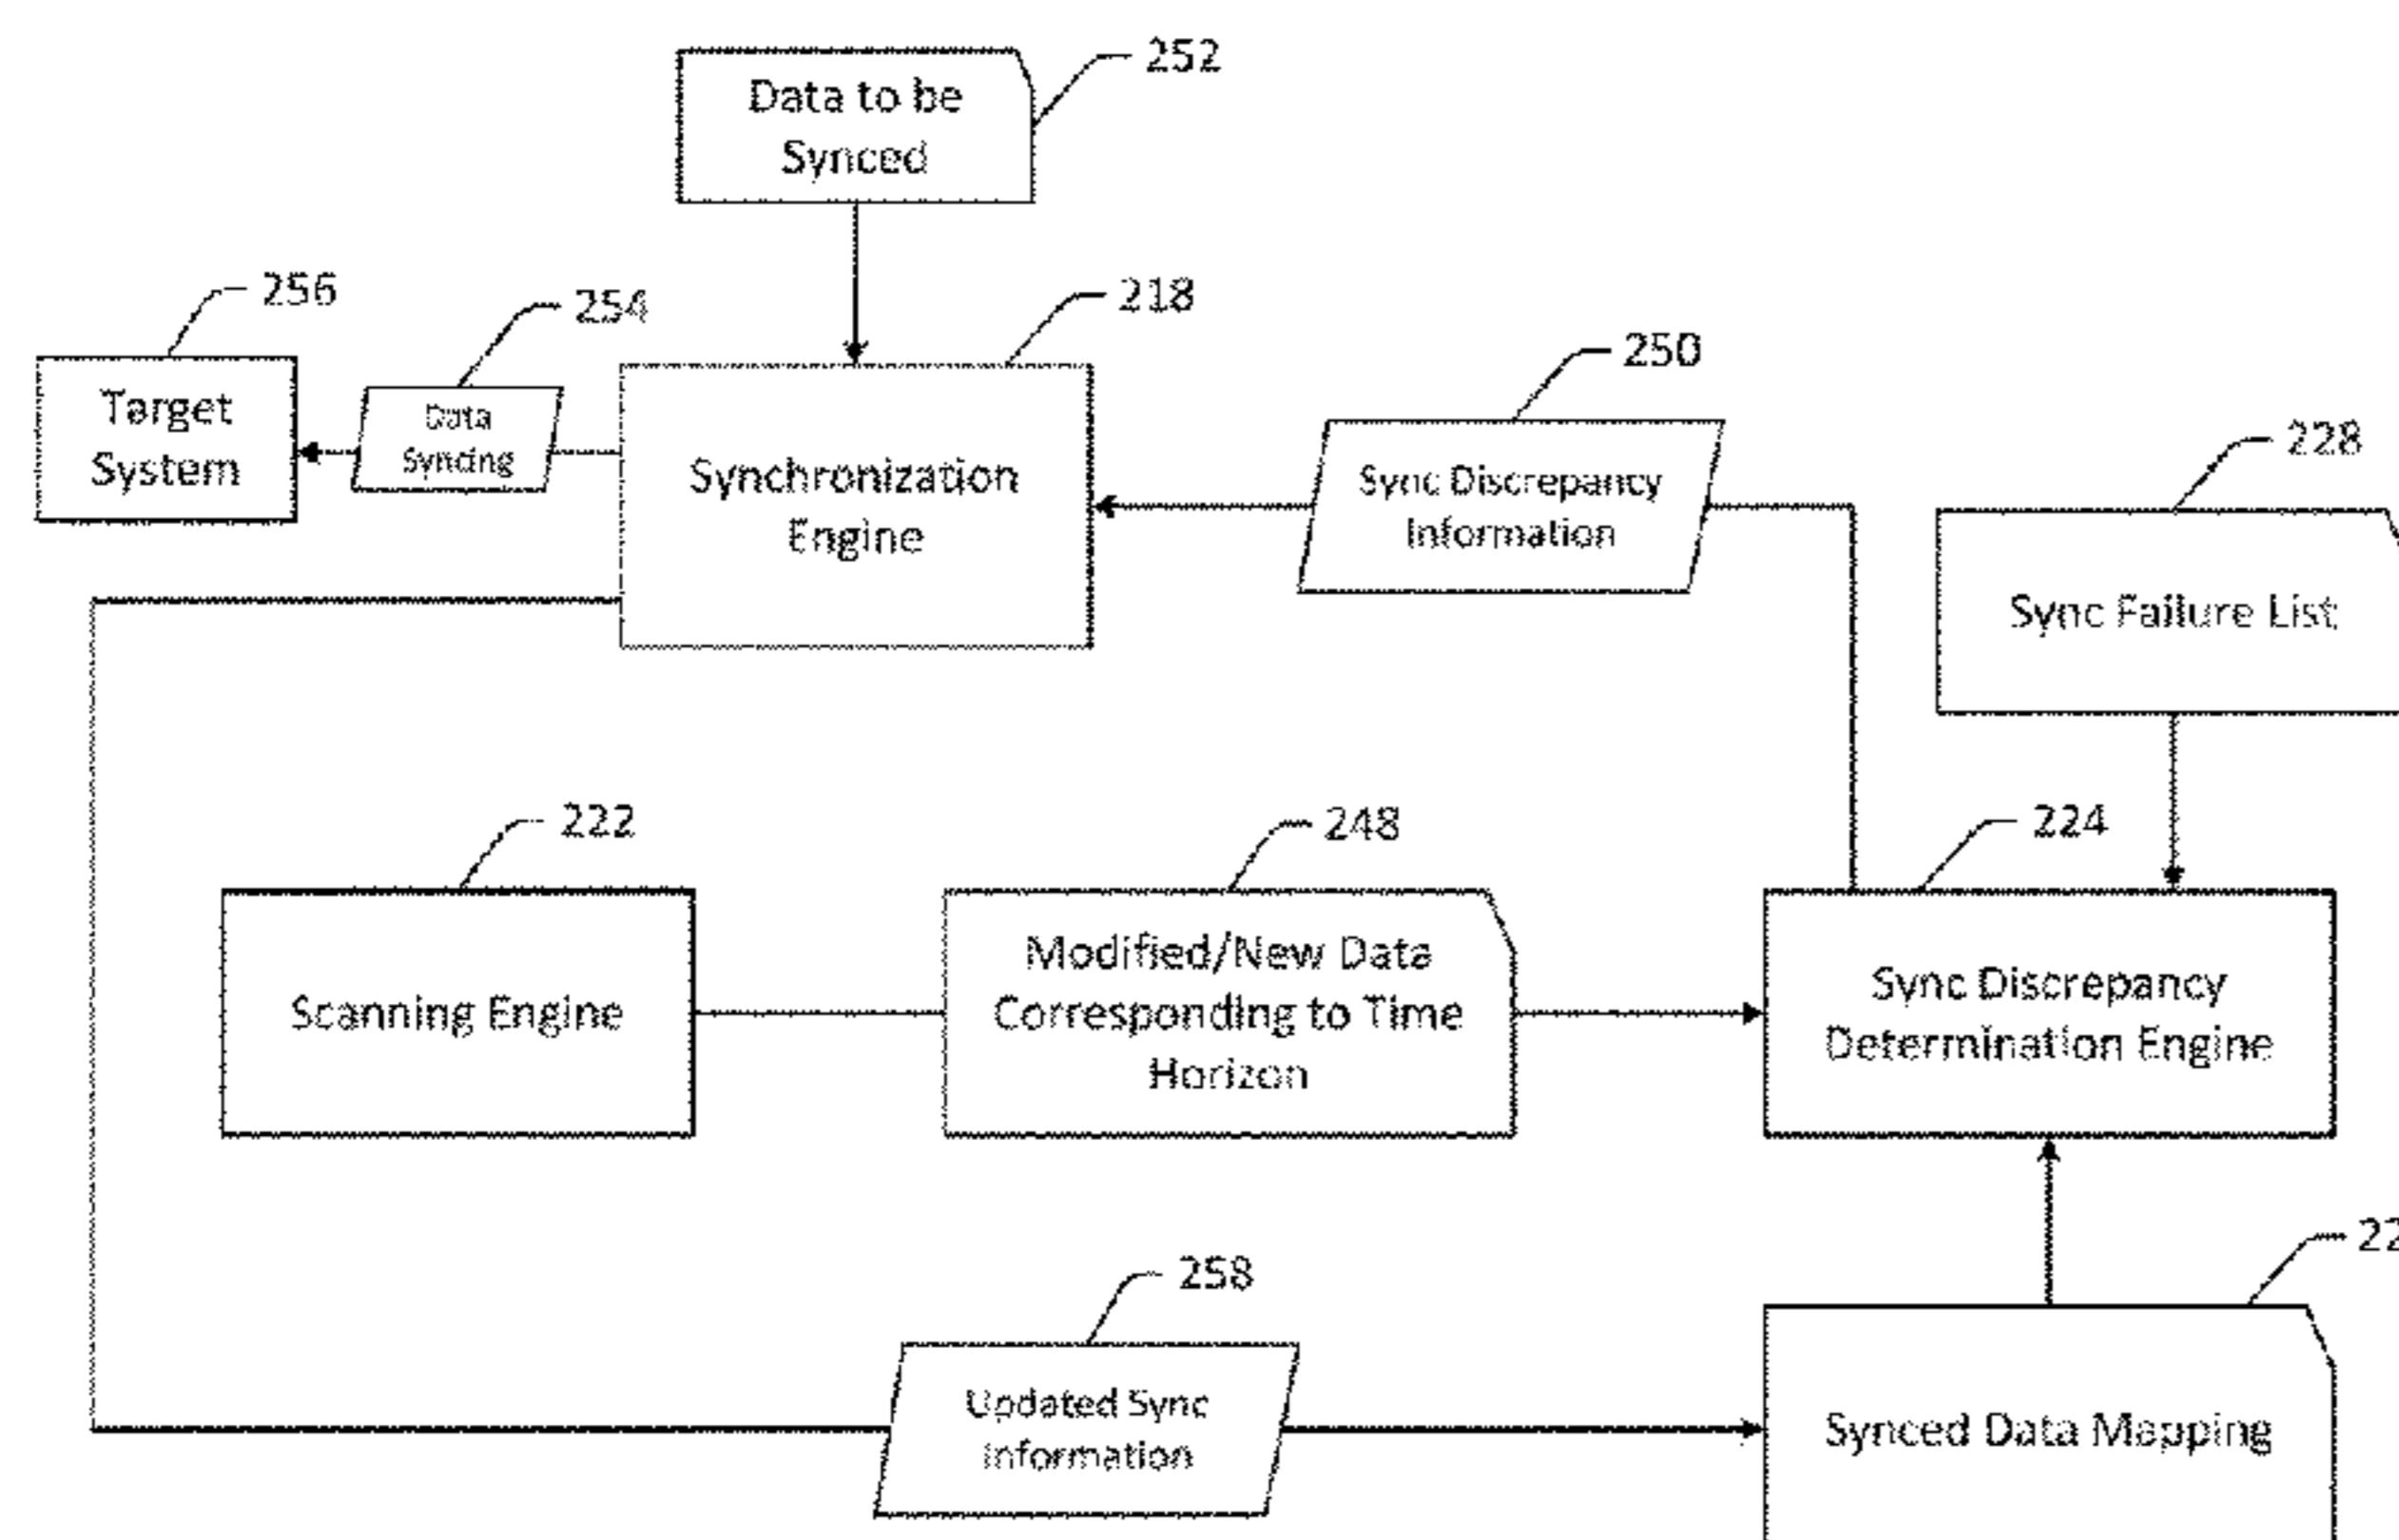 252
Data to be
Synced
256
254
218
250
228
Target
System
Data
Syncing
Synchronization
Engine
Sync Discrepancy
Information
Sync Failure List
222
248
224
Scanning Engine
Modified/New Data
Corresponding to Time
Horizon
Sync Discrepancy
Determination Engine
258
Updated Sync
Information
Synced Data Mapping